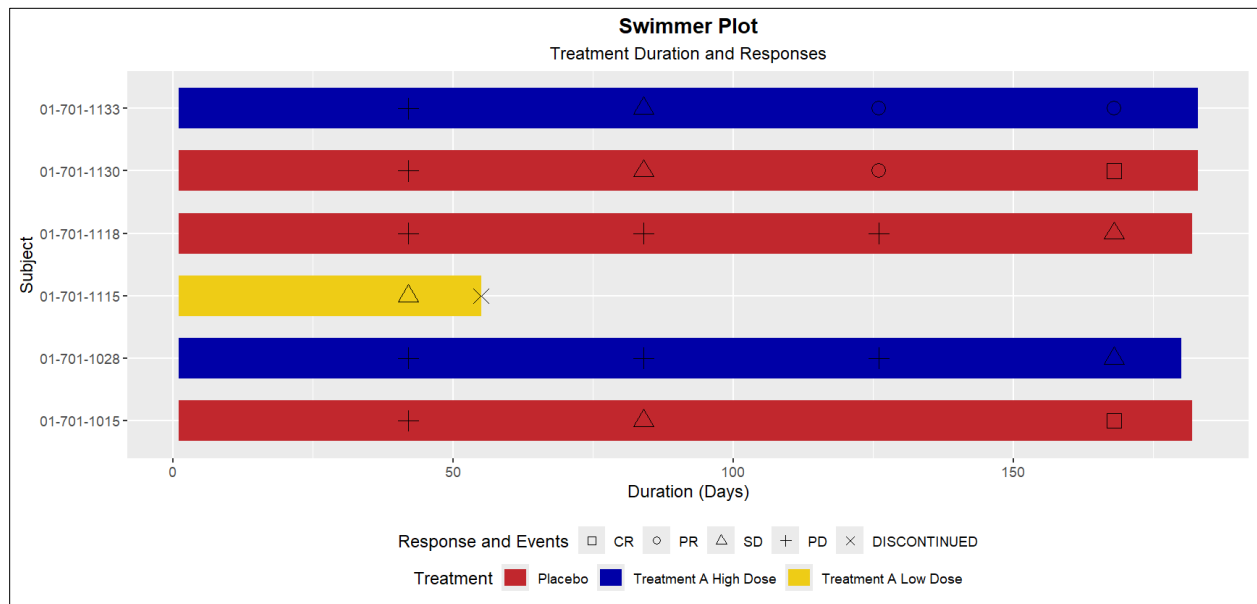 Swimmer Plot
Treatment Duration and Responses
Subject
01-701-1133
01-701-1130
01-701-1118
01-701-1115
01-701-1028
01-701-1015
0 50 100 150
Duration (Days)
Response and Events CR PR SD PD DISCONTINUED
Treatment Placebo Treatment A High Dose Treatment A Low Dose